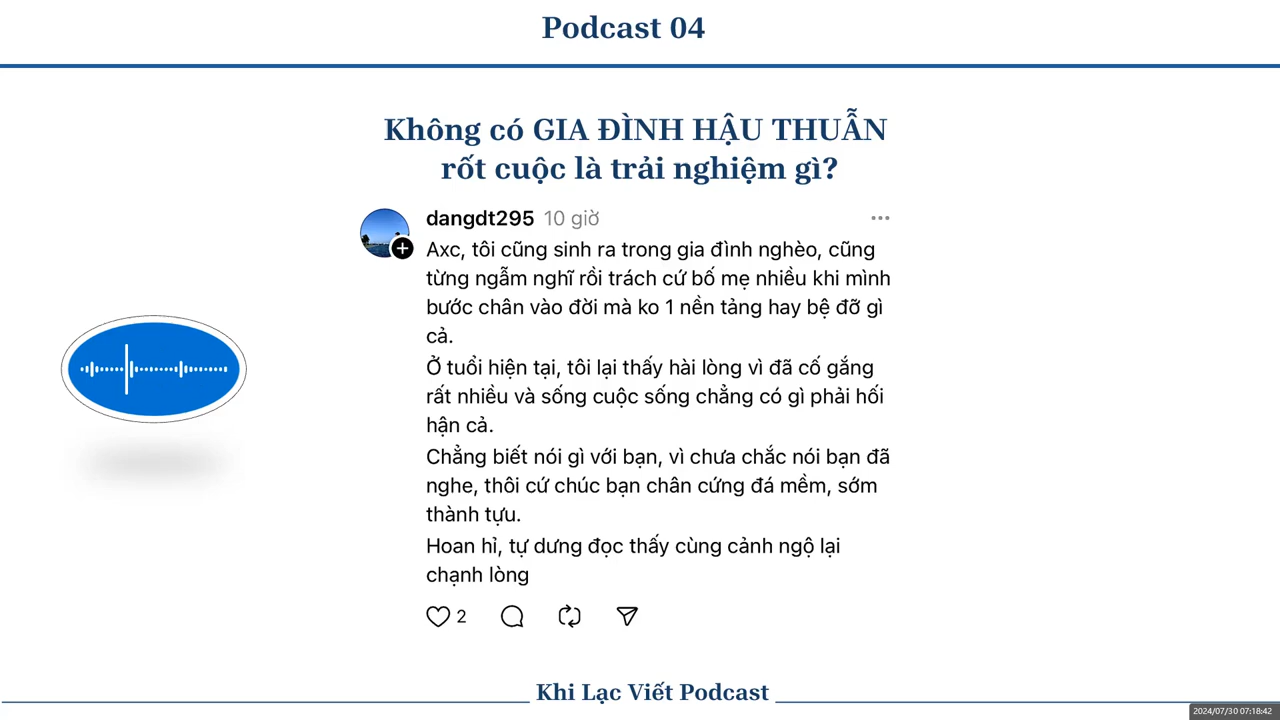 Podcast 04
Không có GIA ĐÌNH HẬU THUẪN
rốt cuộc là trải nghiệm gì?
dangdt295 10 giờ
Axc, tôi cũng sinh ra trong gia đình nghèo, cũng
từng ngẫm nghĩ rồi trách cứ bố mẹ nhiều khi mình
bước chân vào đời mà ko 1 nền tảng hay bệ đỡ gì
cả.
Ở tuổi hiện tại, tôi lại thấy hài lòng vì đã cố gắng
rất nhiều và sống cuộc sống chẳng có gì phải hối
hận cả.
Chẳng biết nói gì với bạn, vì chưa chắc nói bạn đã
nghe, thôi cứ chúc bạn chân cứng đá mềm, sớm
thành tựu.
Hoan hỉ, tự dưng đọc thấy cùng cảnh ngộ lại
chạnh lòng
2
Khi Lạc Viết Podcast
2024/07/30 07:18:42